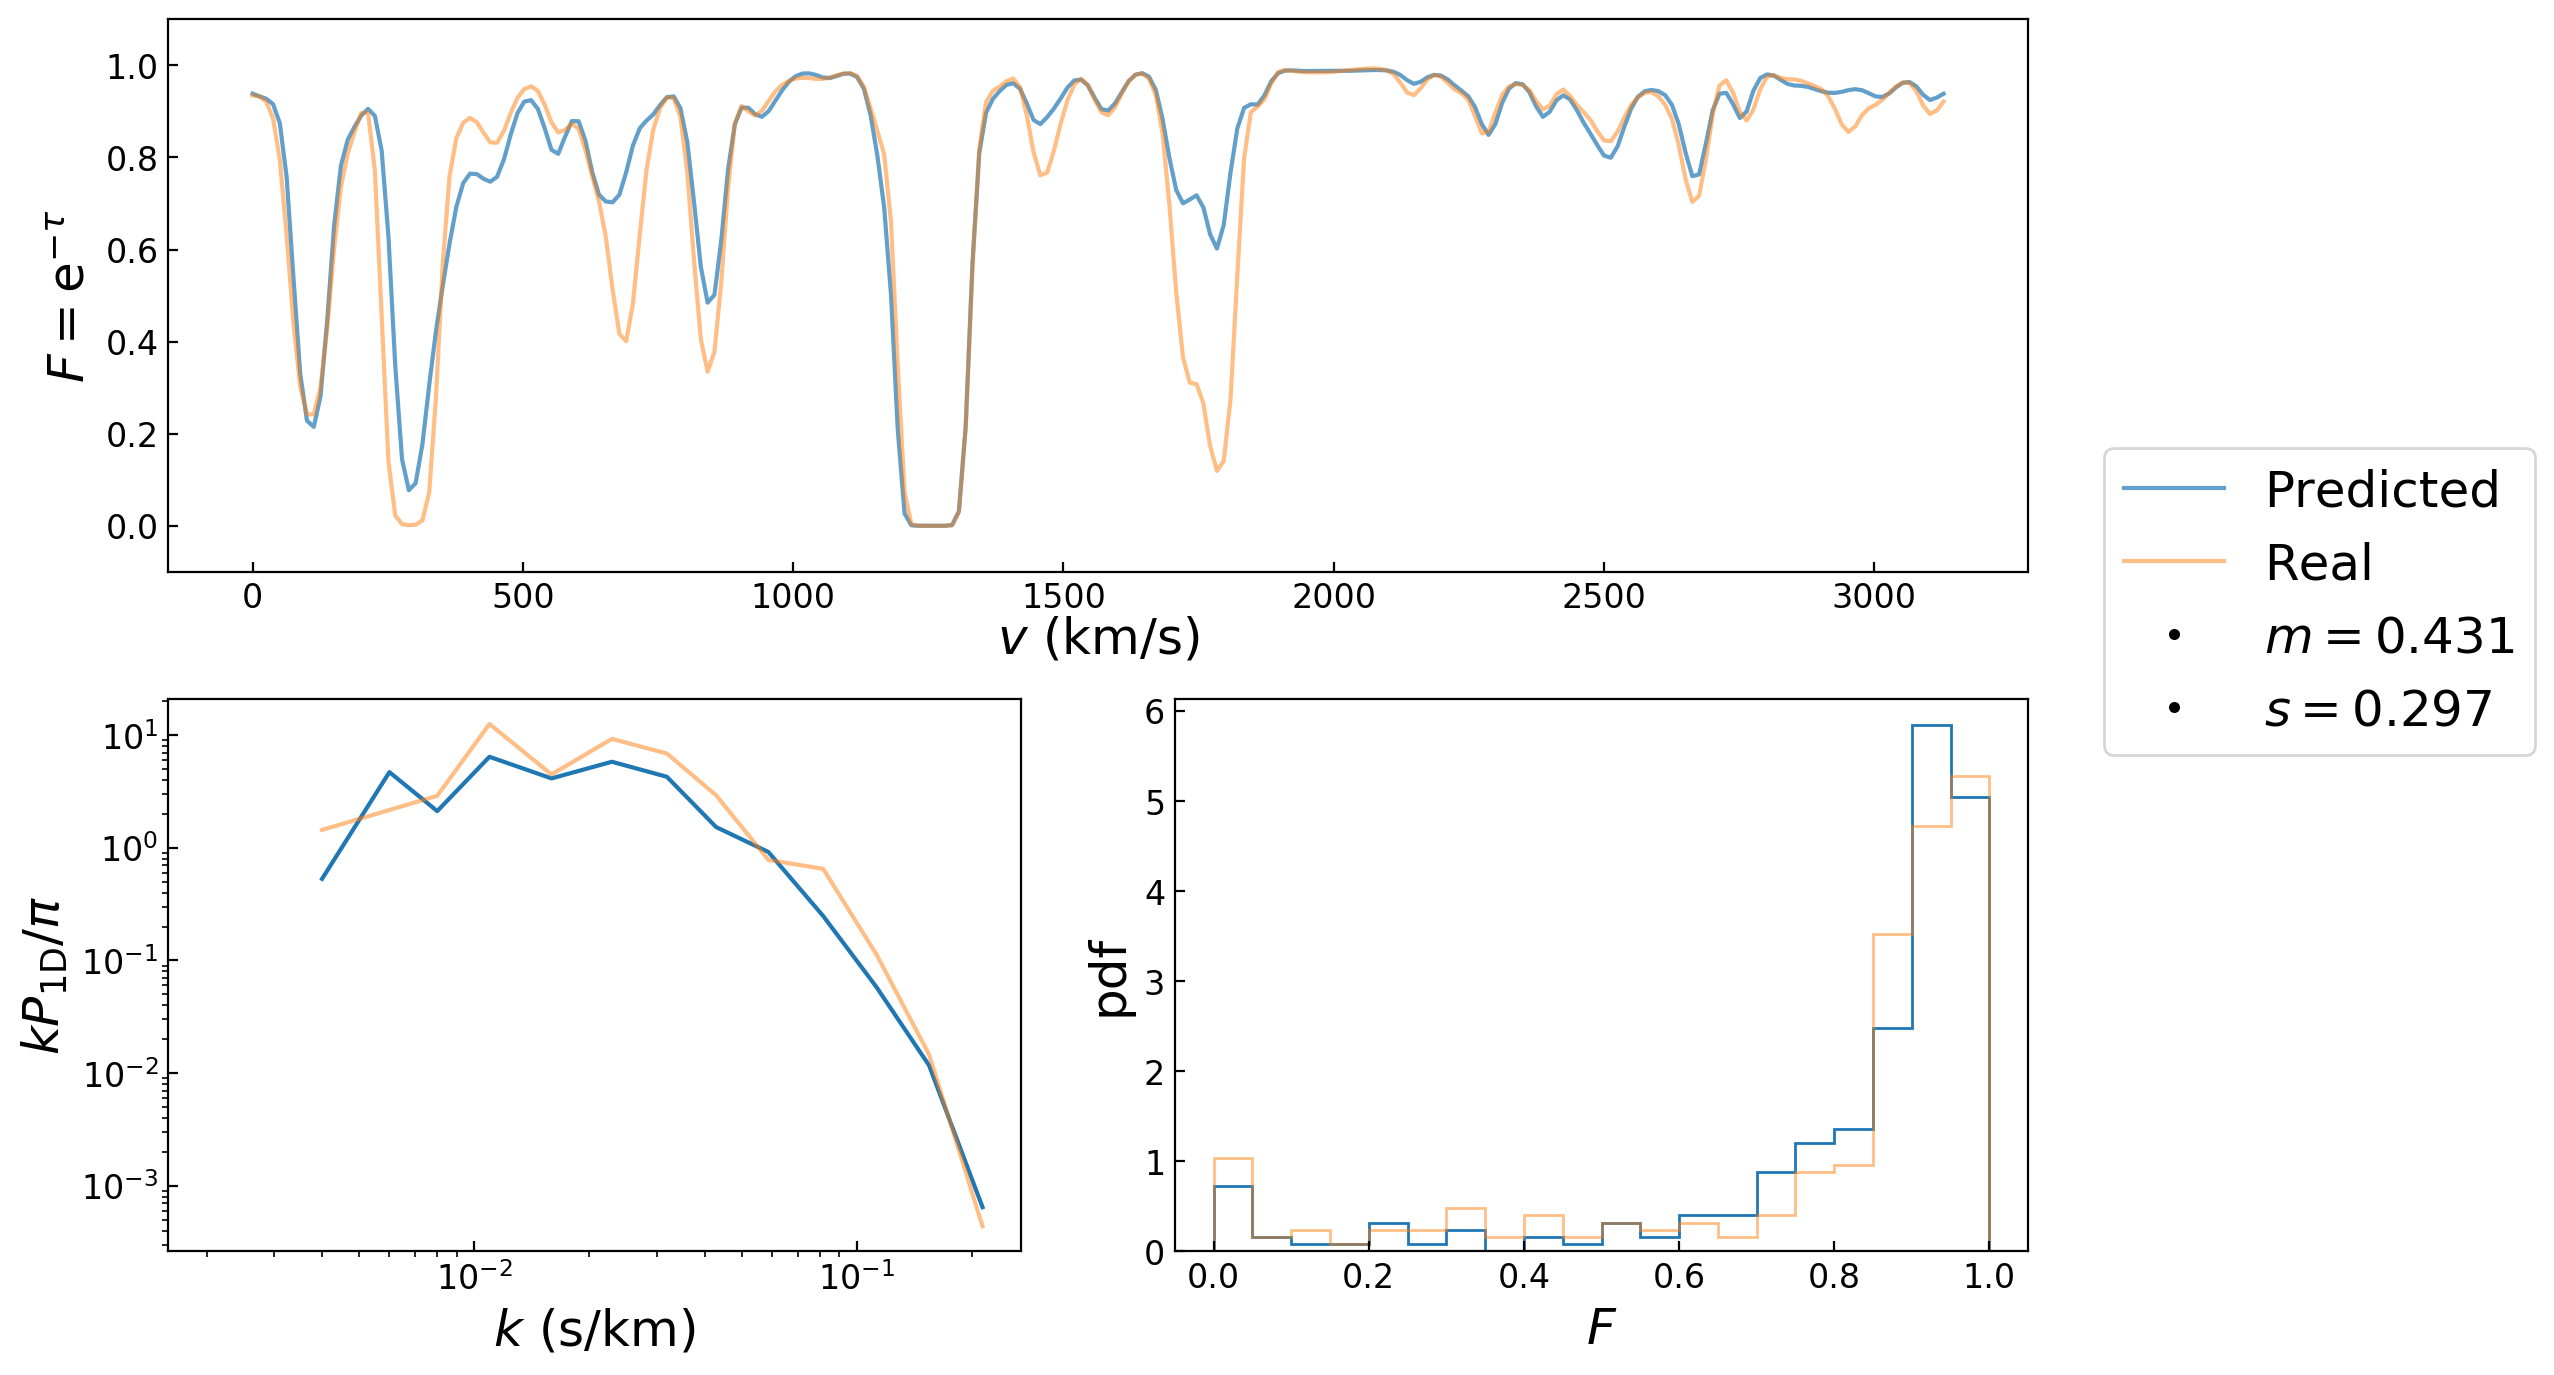 F = e^{−τ}
1.0
0.8
0.6
0.4
0.2
0.0
0 500 1000 1500 2000 2500 3000
v (km/s)
Predicted
Real
m = 0.431
s = 0.297
kP_{1D}/π
10^1
10^0
10^{−1}
10^{−2}
10^{−3}
10^{−2} 10^{−1}
k (s/km)
pdf
6
5
4
3
2
1
0
0.0 0.2 0.4 0.6 0.8 1.0
F